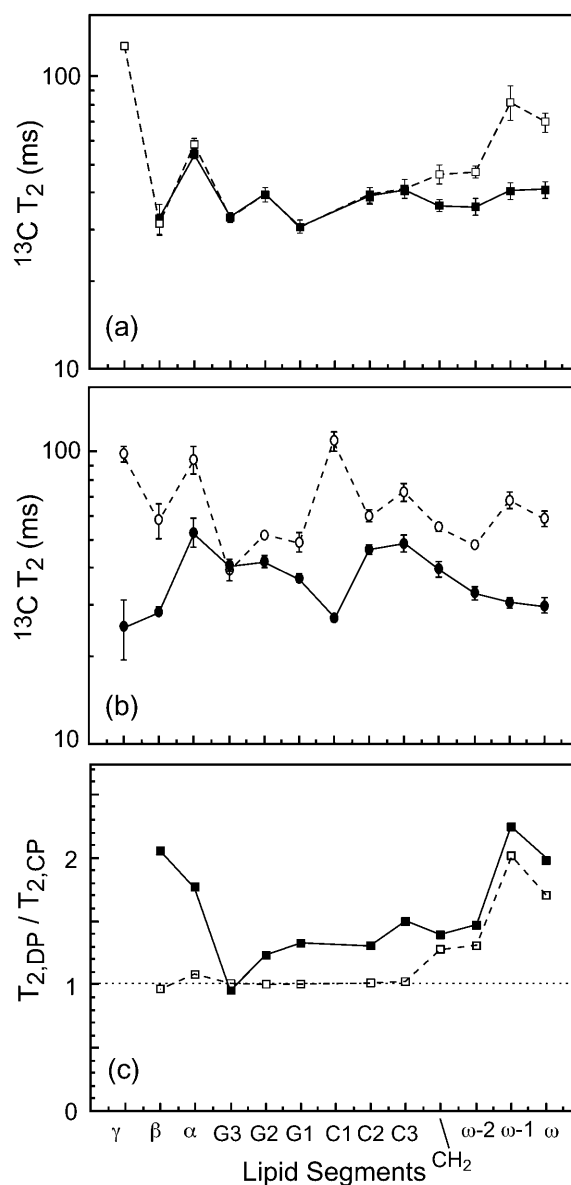 100
¹³C T₂ (ms)
(a)
10
100
¹³C T₂ (ms)
(b)
10
2
T₂,DP / T₂,CP
1
(c)
0
γ β α G3 G2 G1 C1 C2 C3 CH₂ ω-2 ω-1 ω
Lipid Segments